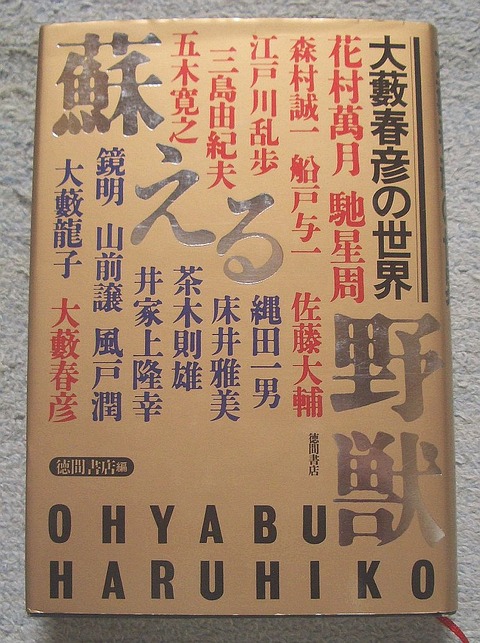 大藪春彦の世界
蘇える
野獣
花村萬月 馳星周
森村誠一 船戸与一 佐藤大輔
江戸川乱歩 縄田一男
三島由紀夫 床井雅美
五木寛之 茶木則雄
井家上隆幸
鏡明 山前譲 風戸潤
大藪龍子 大藪春彦
徳間書店
徳間書店編
OHYABU
HARUHIKO